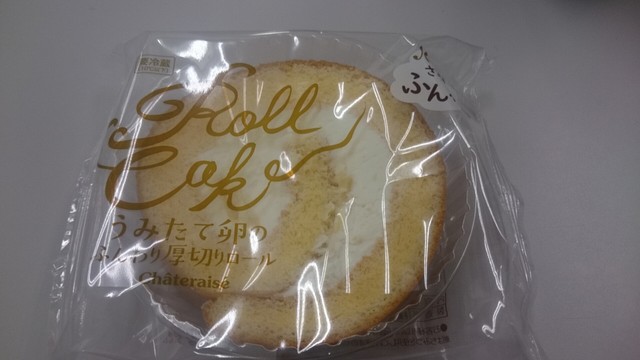 要冷蔵
Roll
Cake
うみたて卵の
ふんわり厚切りロール
Châteraisé
ふん